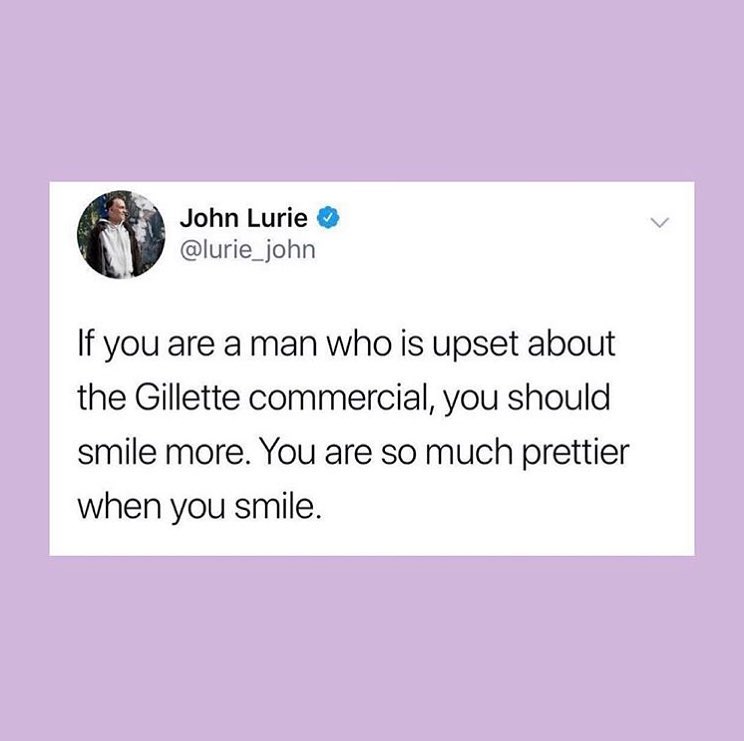 John Lurie
@lurie_john
If you are a man who is upset about
the Gillette commercial, you should
smile more. You are so much prettier
when you smile.